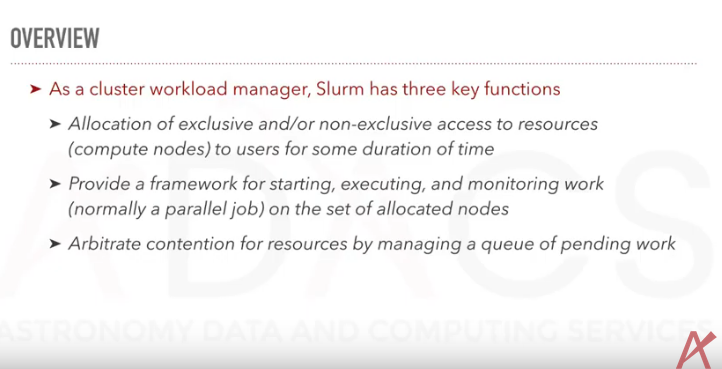 OVERVIEW
➤ As a cluster workload manager, Slurm has three key functions
➤ Allocation of exclusive and/or non-exclusive access to resources
(compute nodes) to users for some duration of time
➤ Provide a framework for starting, executing, and monitoring work
(normally a parallel job) on the set of allocated nodes
➤ Arbitrate contention for resources by managing a queue of pending work
ADACS
ASTRONOMY DATA AND COMPUTING SERVICES